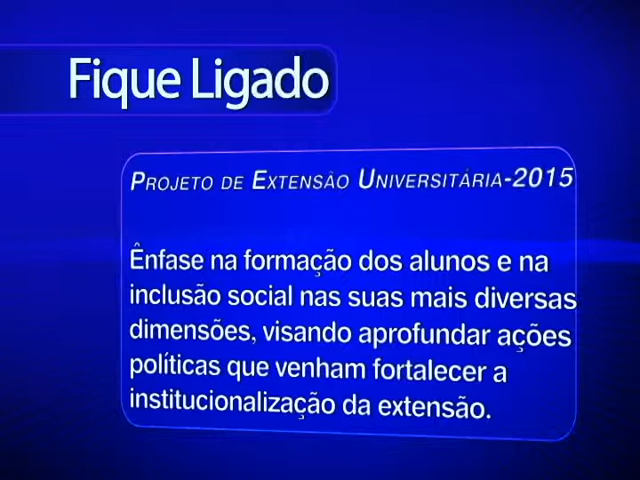 Fique Ligado
PROJETO DE EXTENSÃO UNIVERSITÁRIA-2015
Ênfase na formação dos alunos e na
inclusão social nas suas mais diversas
dimensões, visando aprofundar ações
políticas que venham fortalecer a
institucionalização da extensão.